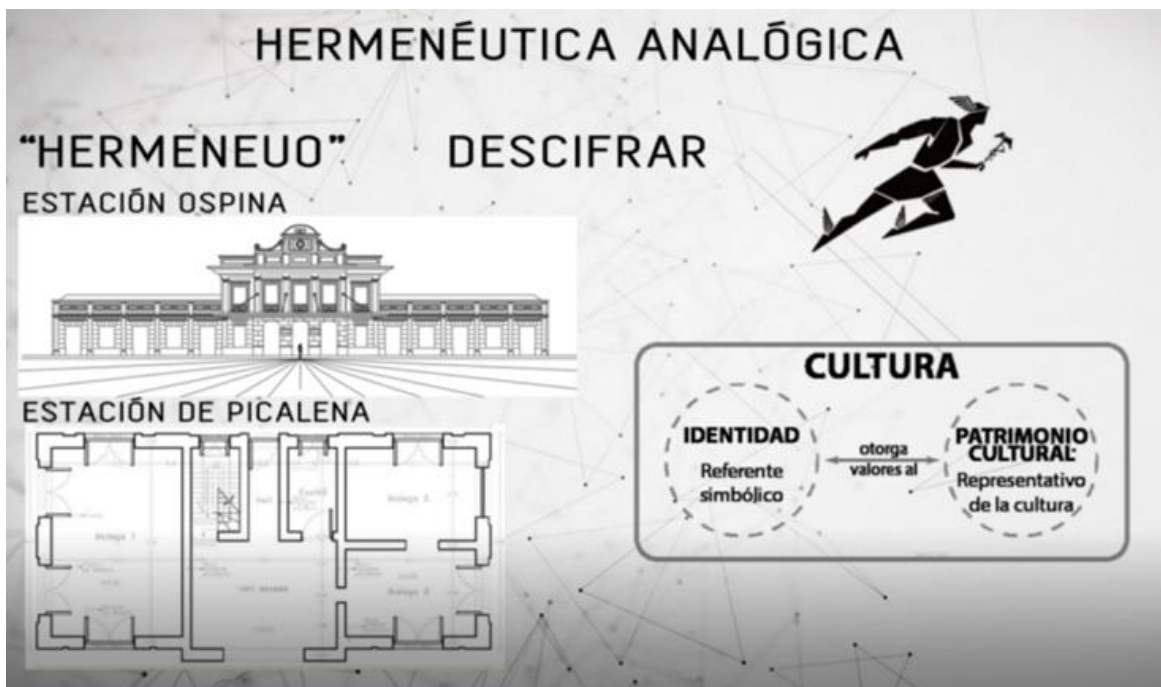 HERMENÉUTICA ANALÓGICA
“HERMENEUO”
DESCIFRAR
ESTACIÓN OSPINA
ESTACIÓN DE PICALENA
CULTURA
IDENTIDAD
Referente
simbólico
otorga
valores al
PATRIMONIO
CULTURAL
Representativo
de la cultura